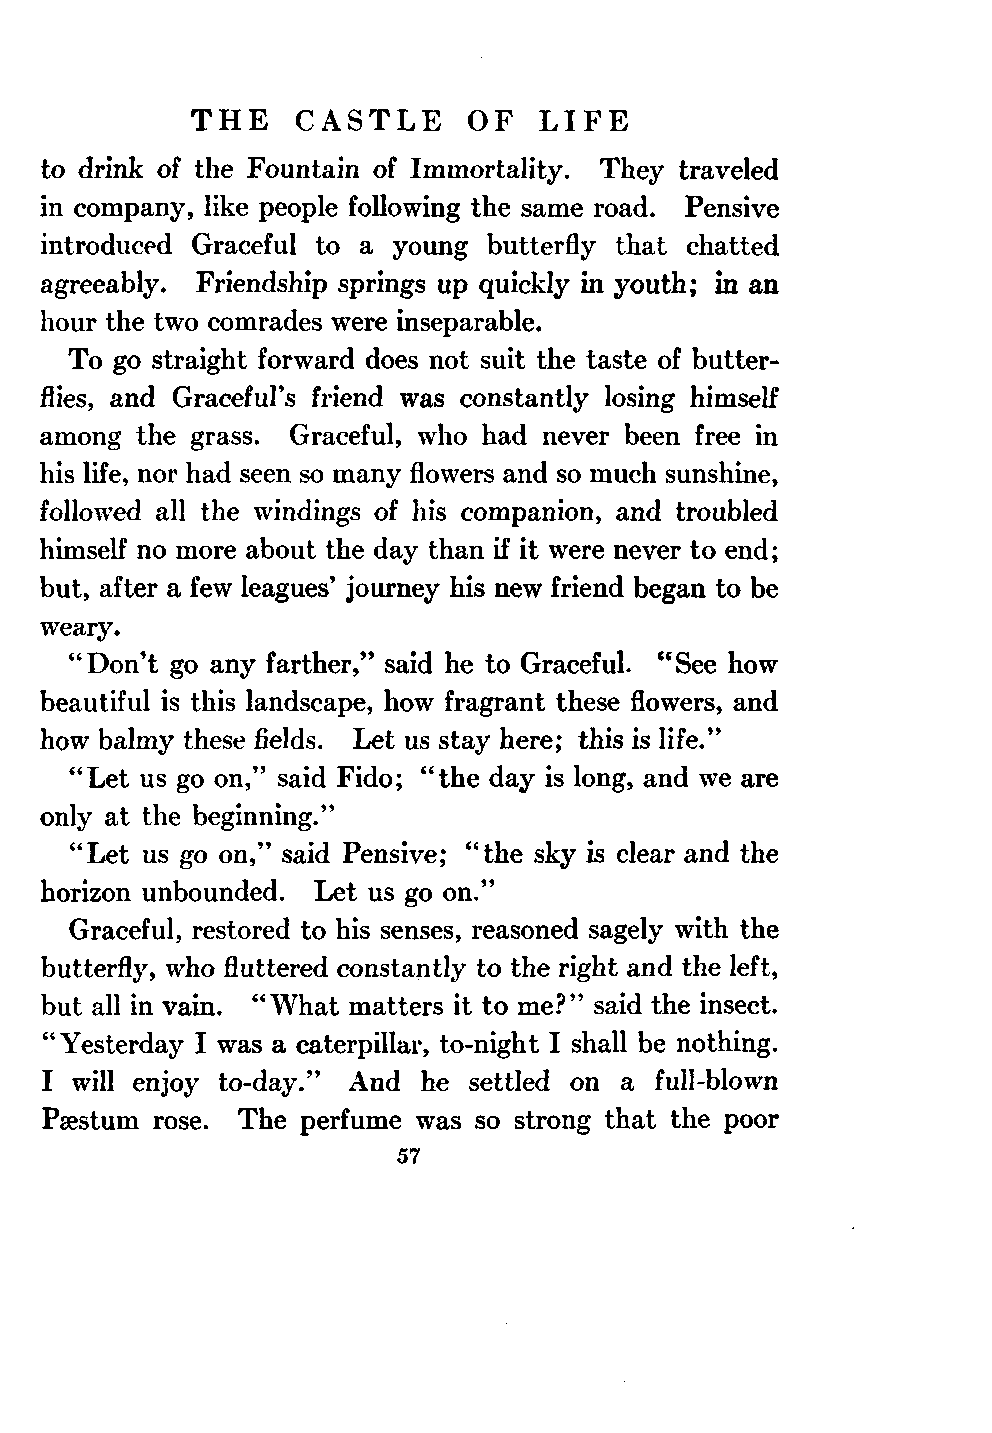 THE CASTLE OF LIFE
to drink of the Fountain of Immortality. They traveled
in company, like people following the same road. Pensive
introduced Graceful to a young butterfly that chatted
agreeably. Friendship springs up quickly in youth; in an
hour the two comrades were inseparable.
To go straight forward does not suit the taste of butter-
flies, and Graceful's friend was constantly losing himself
among the grass. Graceful, who had never been free in
his life, nor had seen so many flowers and so much sunshine,
followed all the windings of his companion, and troubled
himself no more about the day than if it were never to end;
but, after a few leagues' journey his new friend began to be
weary.
"Don't go any farther," said he to Graceful. "See how
beautiful is this landscape, how fragrant these flowers, and
how balmy these fields. Let us stay here; this is life."
"Let us go on," said Fido; "the day is long, and we are
only at the beginning."
"Let us go on," said Pensive; "the sky is clear and the
horizon unbounded. Let us go on."
Graceful, restored to his senses, reasoned sagely with the
butterfly, who fluttered constantly to the right and the left,
but all in vain. "What matters it to me?" said the insect.
"Yesterday I was a caterpillar, to-night I shall be nothing.
I will enjoy to-day." And he settled on a full-blown
Pæstum rose. The perfume was so strong that the poor
57